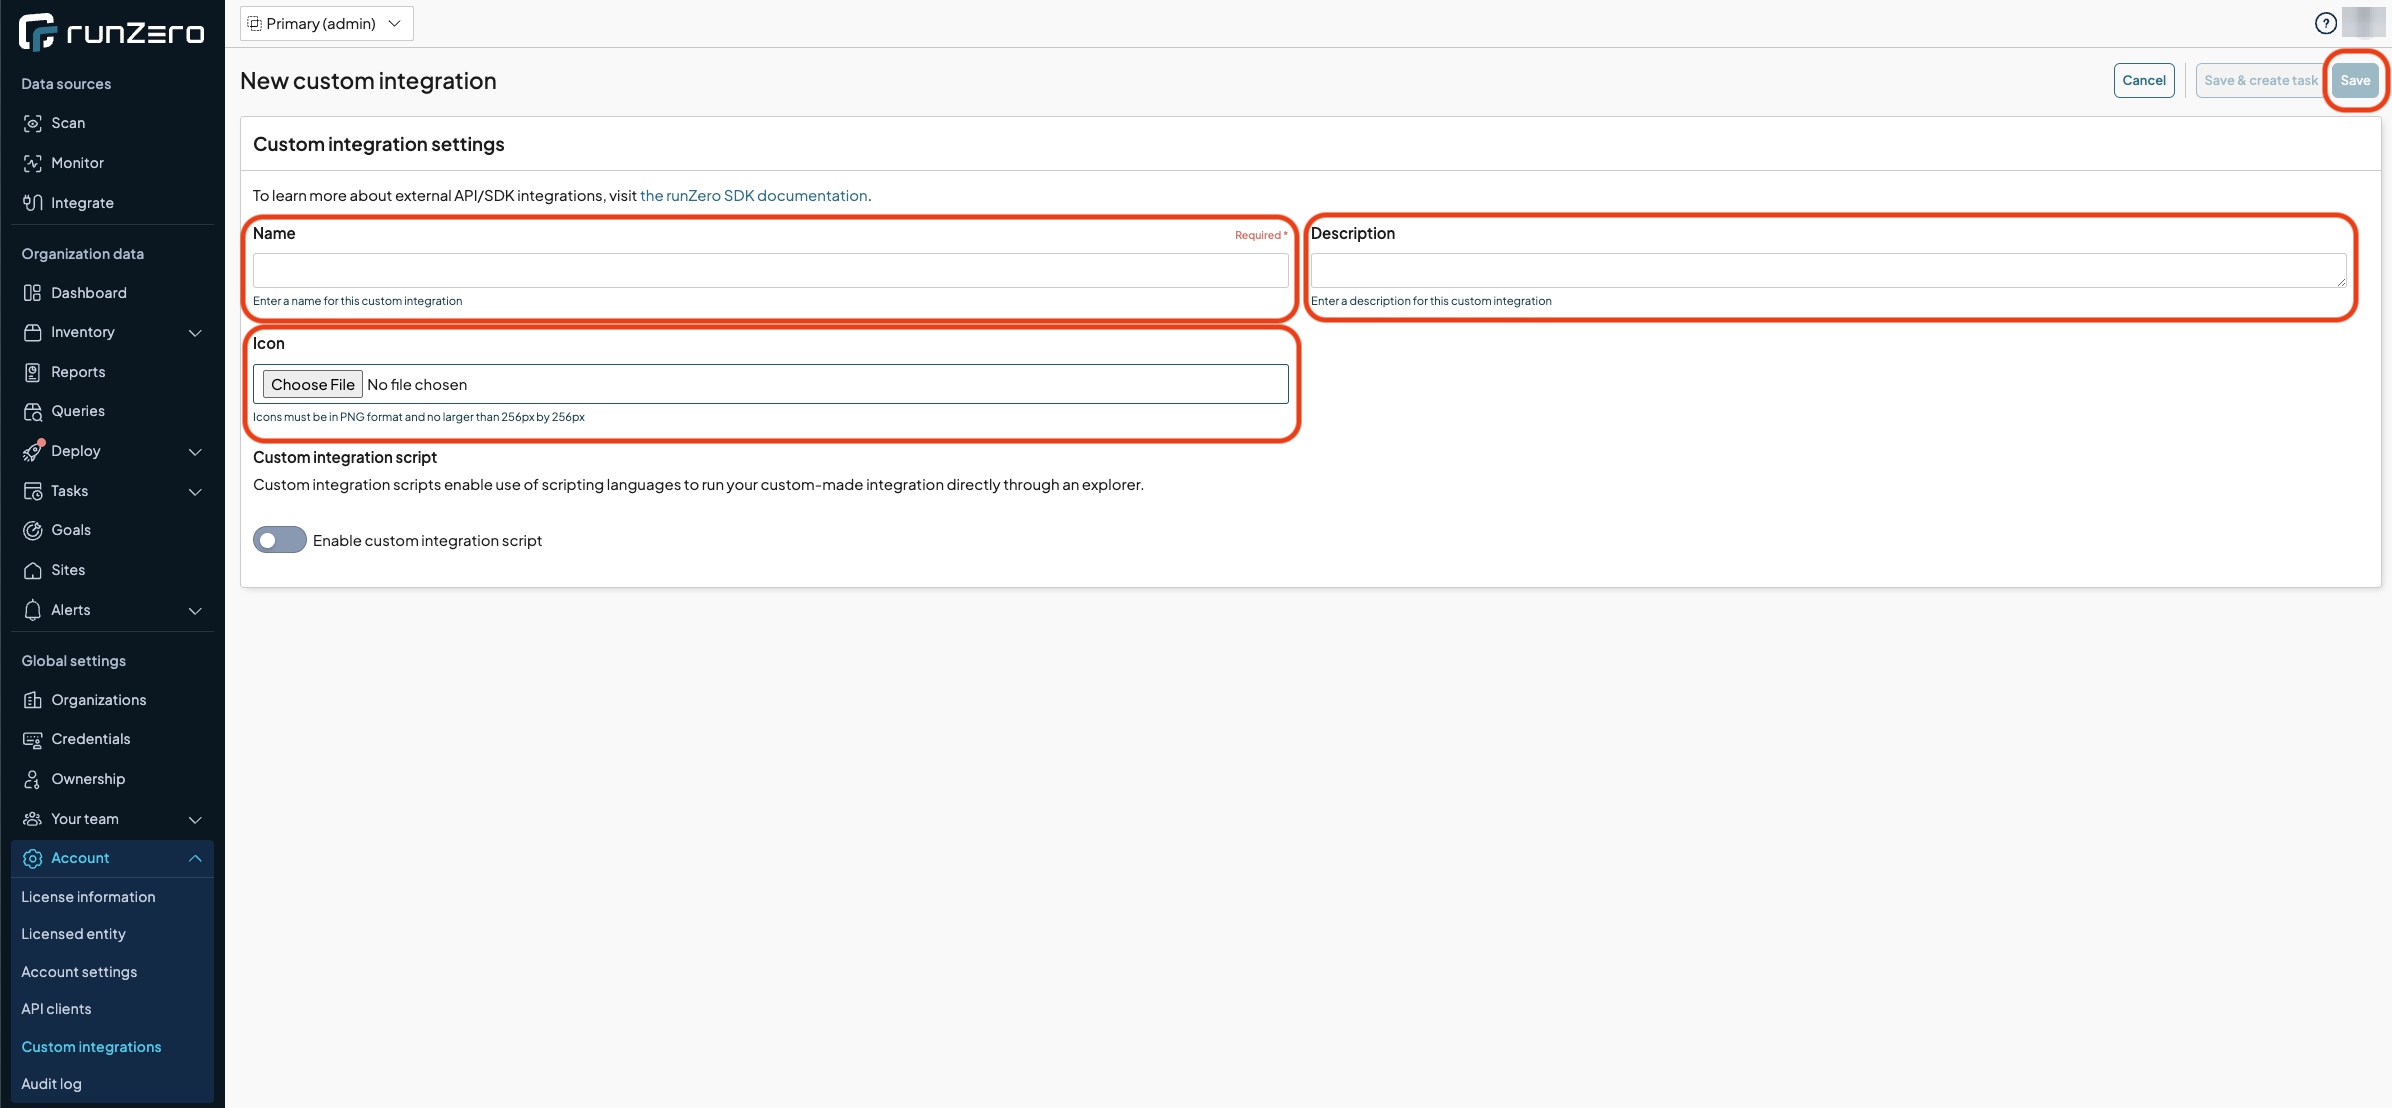 runZero
Data sources
Scan
Monitor
Integrate
Organization data
Dashboard
Inventory
Reports
Queries
Deploy
Tasks
Goals
Sites
Alerts
Global settings
Organizations
Credentials
Ownership
Your team
Account
License information
Licensed entity
Account settings
API clients
Custom integrations
Audit log
Primary (admin)
?
New custom integration
Cancel
Save & create task
Save
Custom integration settings
To learn more about external API/SDK integrations, visit the runZero SDK documentation.
Name
Required *
Enter a name for this custom integration
Description
Enter a description for this custom integration
Icon
Choose File No file chosen
Icons must be in PNG format and no larger than 256px by 256px
Custom integration script
Custom integration scripts enable use of scripting languages to run your custom-made integration directly through an explorer.
Enable custom integration script